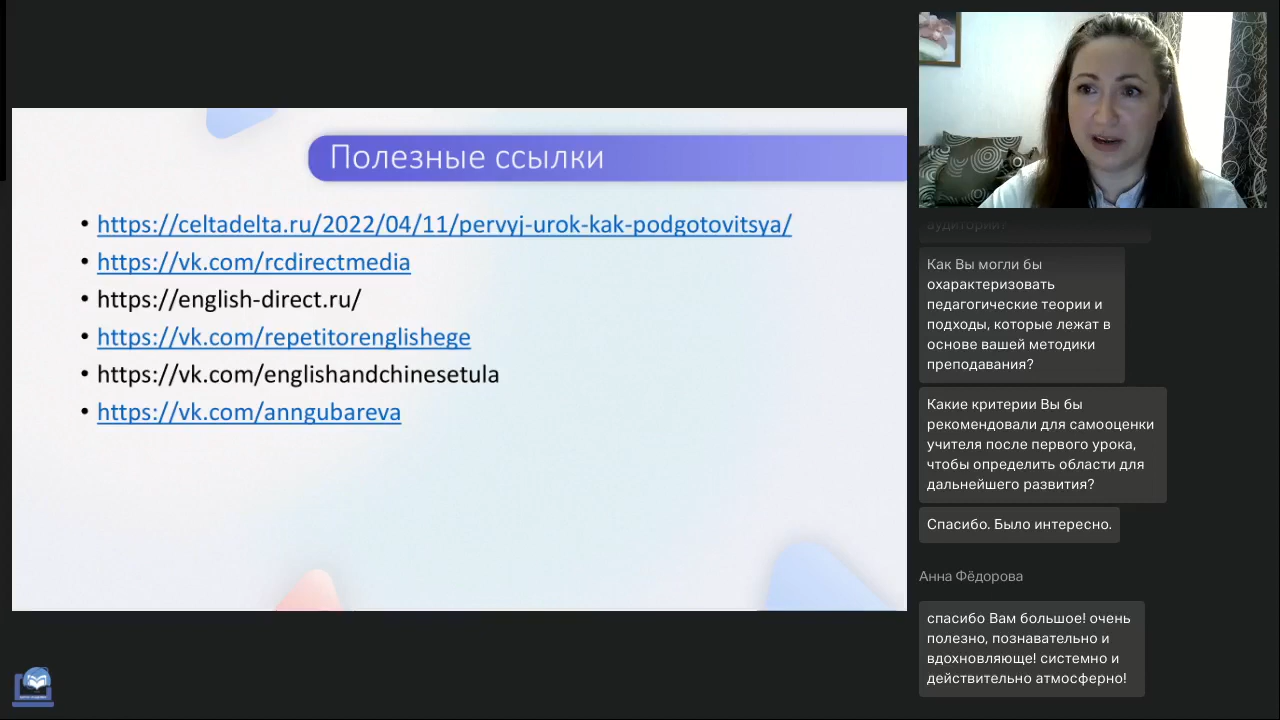 Полезные ссылки
• https://celtadelta.ru/2022/04/11/pervyj-urok-kak-podgotovitsya/
• https://vk.com/rcdirectmedia
• https://english-direct.ru/
• https://vk.com/repetitorenglishege
• https://vk.com/englishandchinesetula
• https://vk.com/anngubareva
аудитории?
Как Вы могли бы
охарактеризовать
педагогические теории и
подходы, которые лежат в
основе вашей методики
преподавания?
Какие критерии Вы бы
рекомендовали для самооценки
учителя после первого урока,
чтобы определить области для
дальнейшего развития?
Спасибо. Было интересно.
Анна Фёдорова
спасибо Вам большое! очень
полезно, познавательно и
вдохновляюще! системно и
действительно атмосферно!